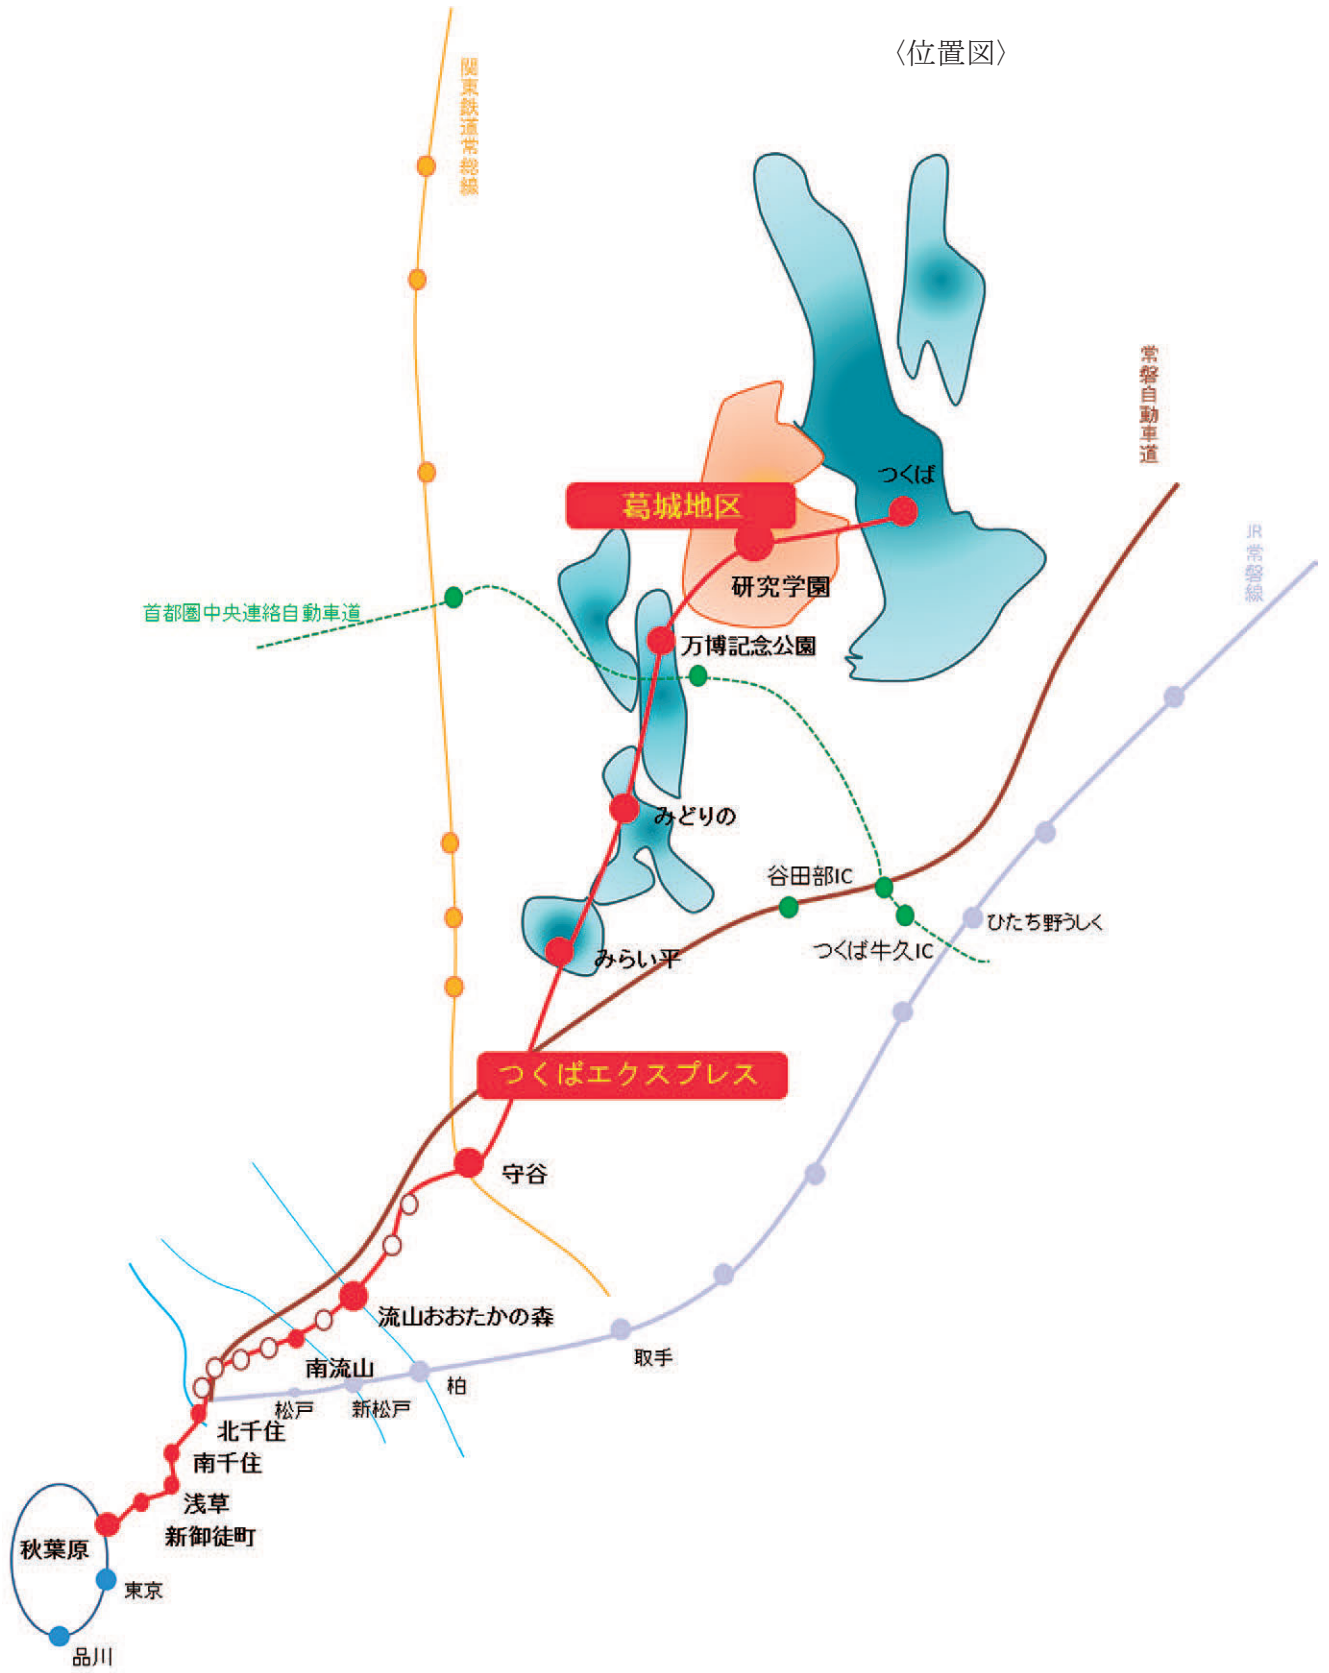 〈位置図〉
関東鉄道常総線
常磐自動車道
つくば
葛城地区
JR常磐線
研究学園
首都圏中央連絡自動車道
万博記念公園
みどりの
谷田部IC
ひたち野うしく
つくば牛久IC
みらい平
つくばエクスプレス
守谷
流山おおたかの森
取手
南流山
柏
松戸
新松戸
北千住
南千住
浅草
新御徒町
秋葉原
東京
品川